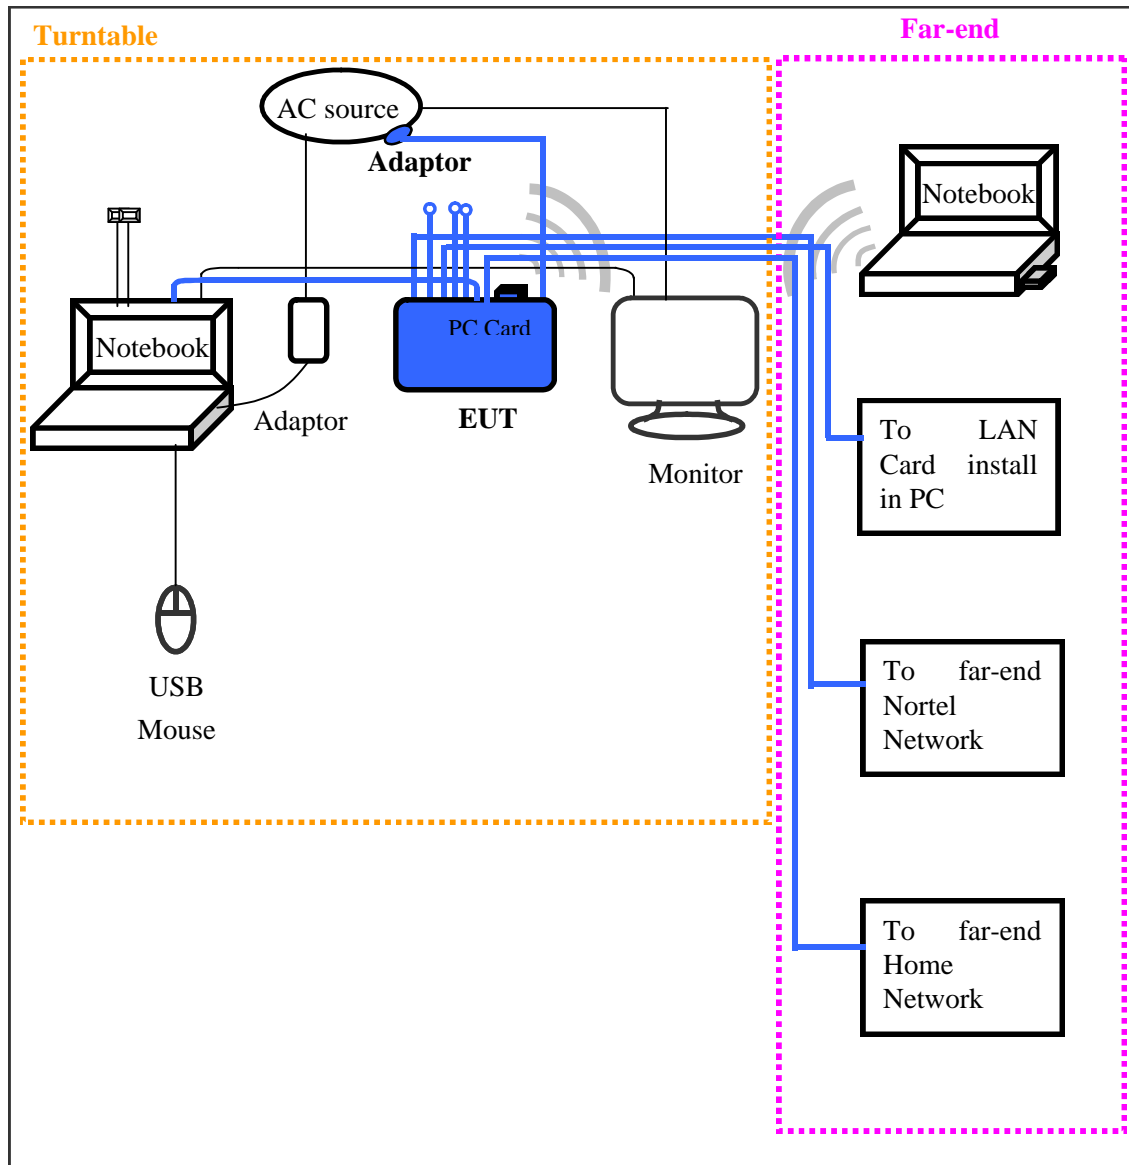 Turntable
Far-end
AC source
Adaptor
Notebook
Notebook
PC Card
Adaptor
EUT
Monitor
To LAN
Card install
in PC
USB
Mouse
To far-end
Nortel
Network
To far-end
Home
Network